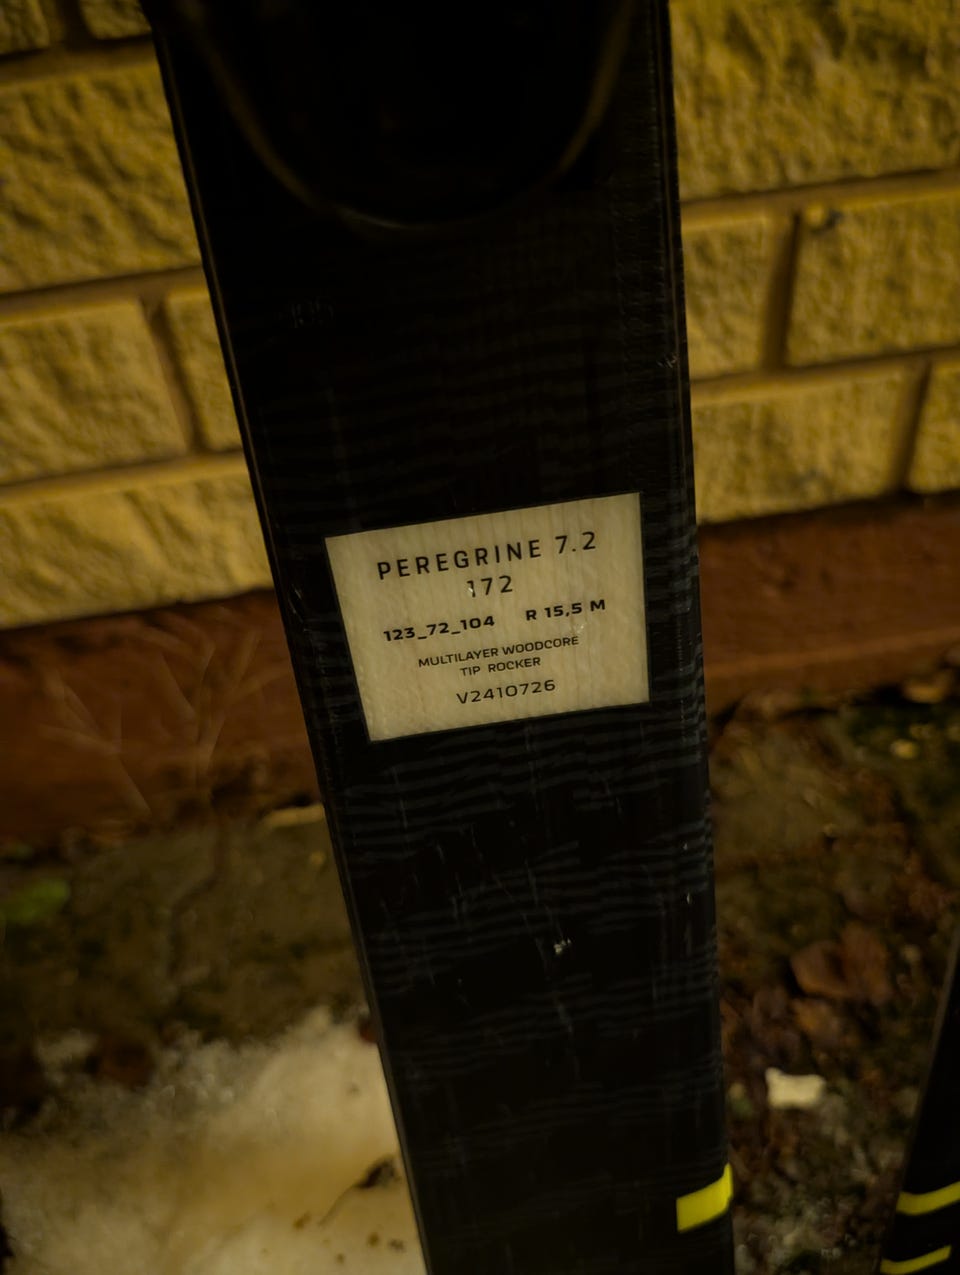 PEREGRINE 7.2
172
123_72_104 R 15,5 M
MULTILAYER WOODCORE
TIP ROCKER
V2410726